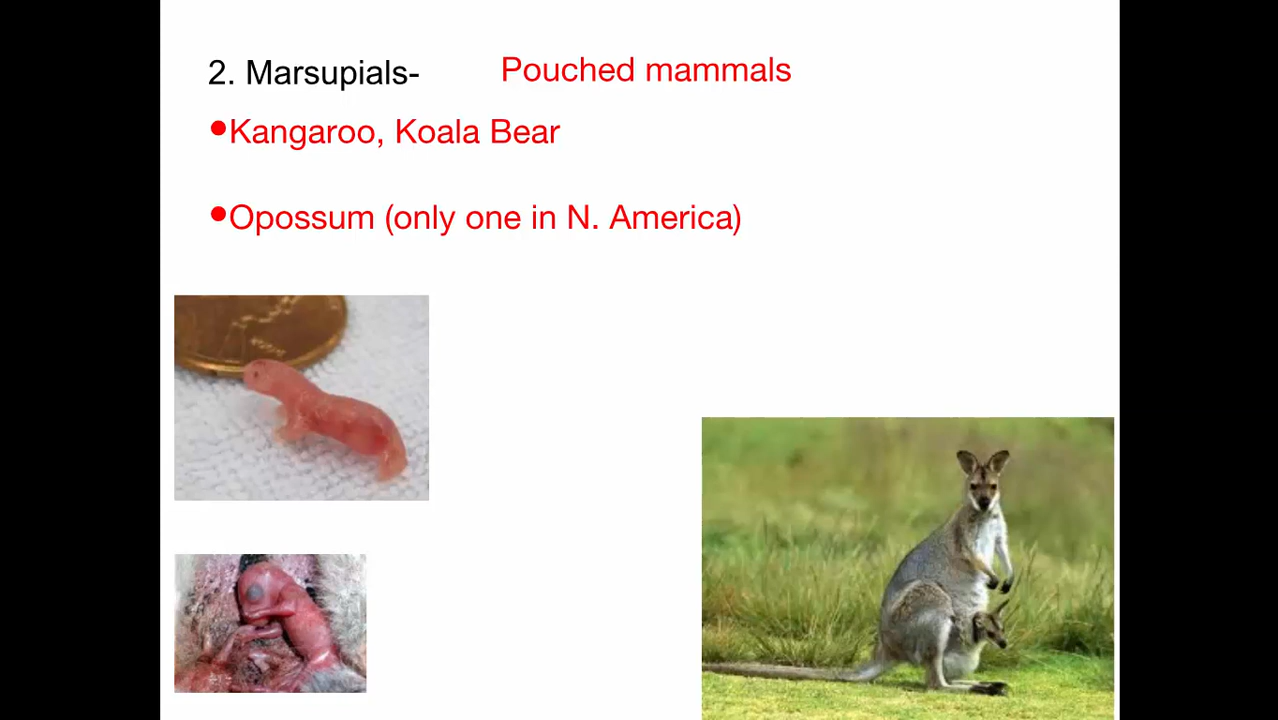 2. Marsupials- Pouched mammals
•Kangaroo, Koala Bear
•Opossum (only one in N. America)